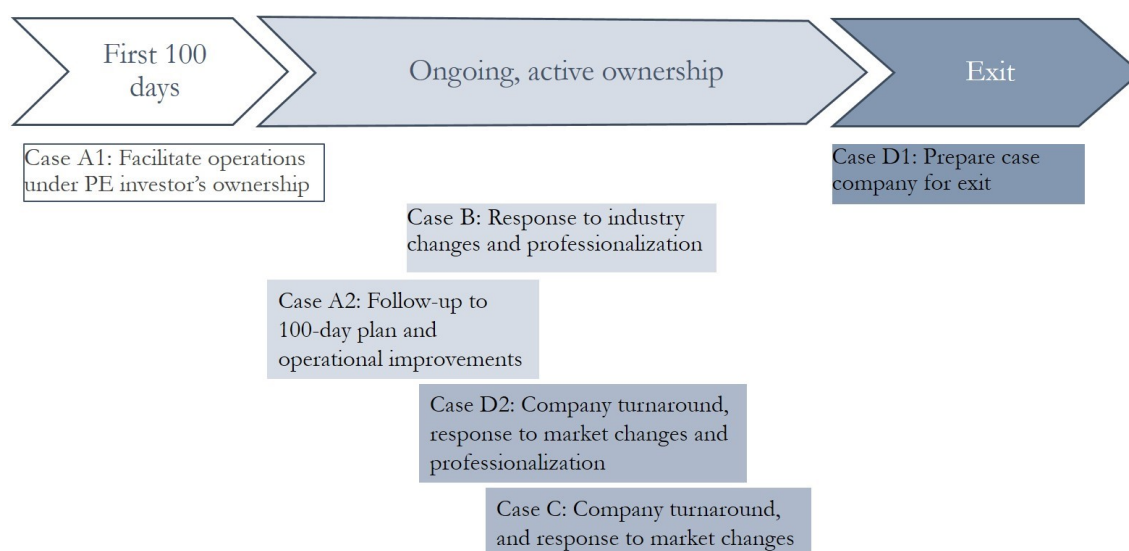 First 100
days
Ongoing, active ownership
Exit
Case A1: Facilitate operations
under PE investor's ownership
Case D1: Prepare case
company for exit
Case B: Response to industry
changes and professionalization
Case A2: Follow-up to
100-day plan and
operational improvements
Case D2: Company turnaround,
response to market changes and
professionalization
Case C: Company turnaround,
and response to market changes